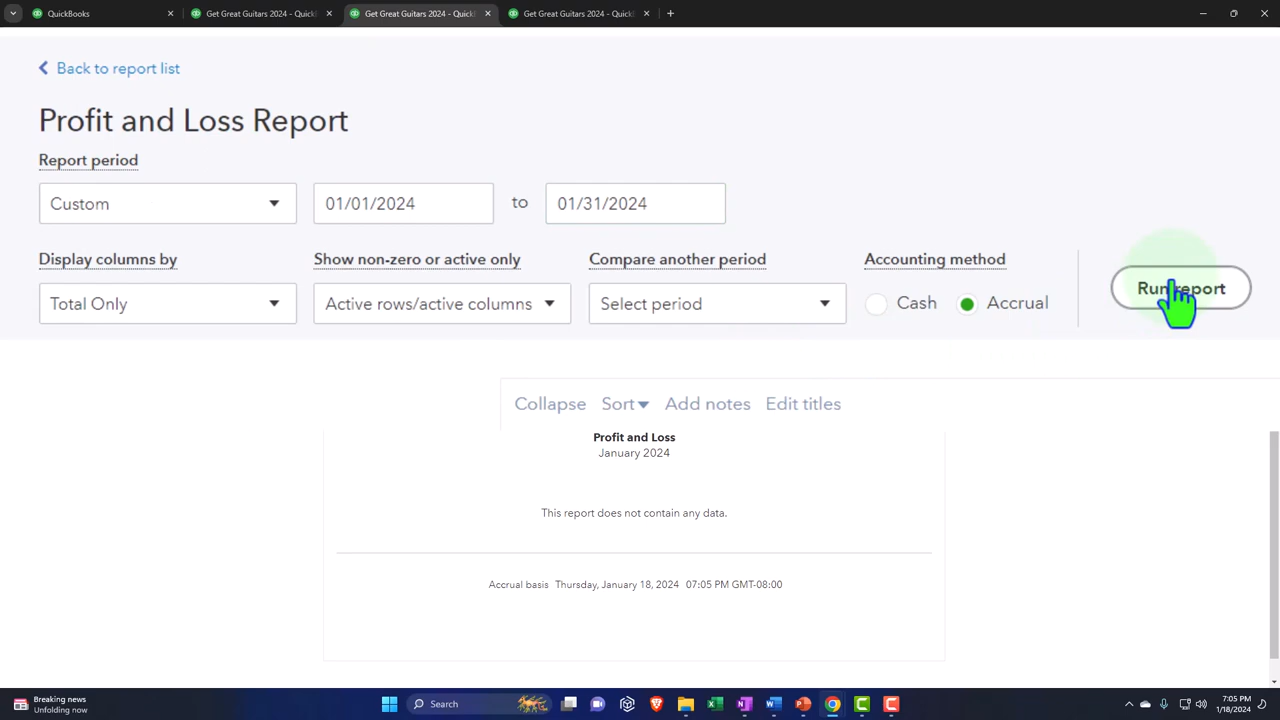 QuickBooks
Get Great Guitars 2024 - QuickB
Get Great Guitars 2024 - QuickB
Get Great Guitars 2024 - QuickB
Back to report list
Profit and Loss Report
Report period
Custom
01/01/2024
to
01/31/2024
Display columns by
Show non-zero or active only
Compare another period
Accounting method
Total Only
Active rows/active columns
Select period
Cash
Accrual
Run report
Collapse
Sort
Add notes
Edit titles
Profit and Loss
January 2024
This report does not contain any data.
Accrual basis Thursday, January 18, 2024 07:05 PM GMT-08:00
Breaking news
Unfolding now
Search
7:05 PM
1/18/2024